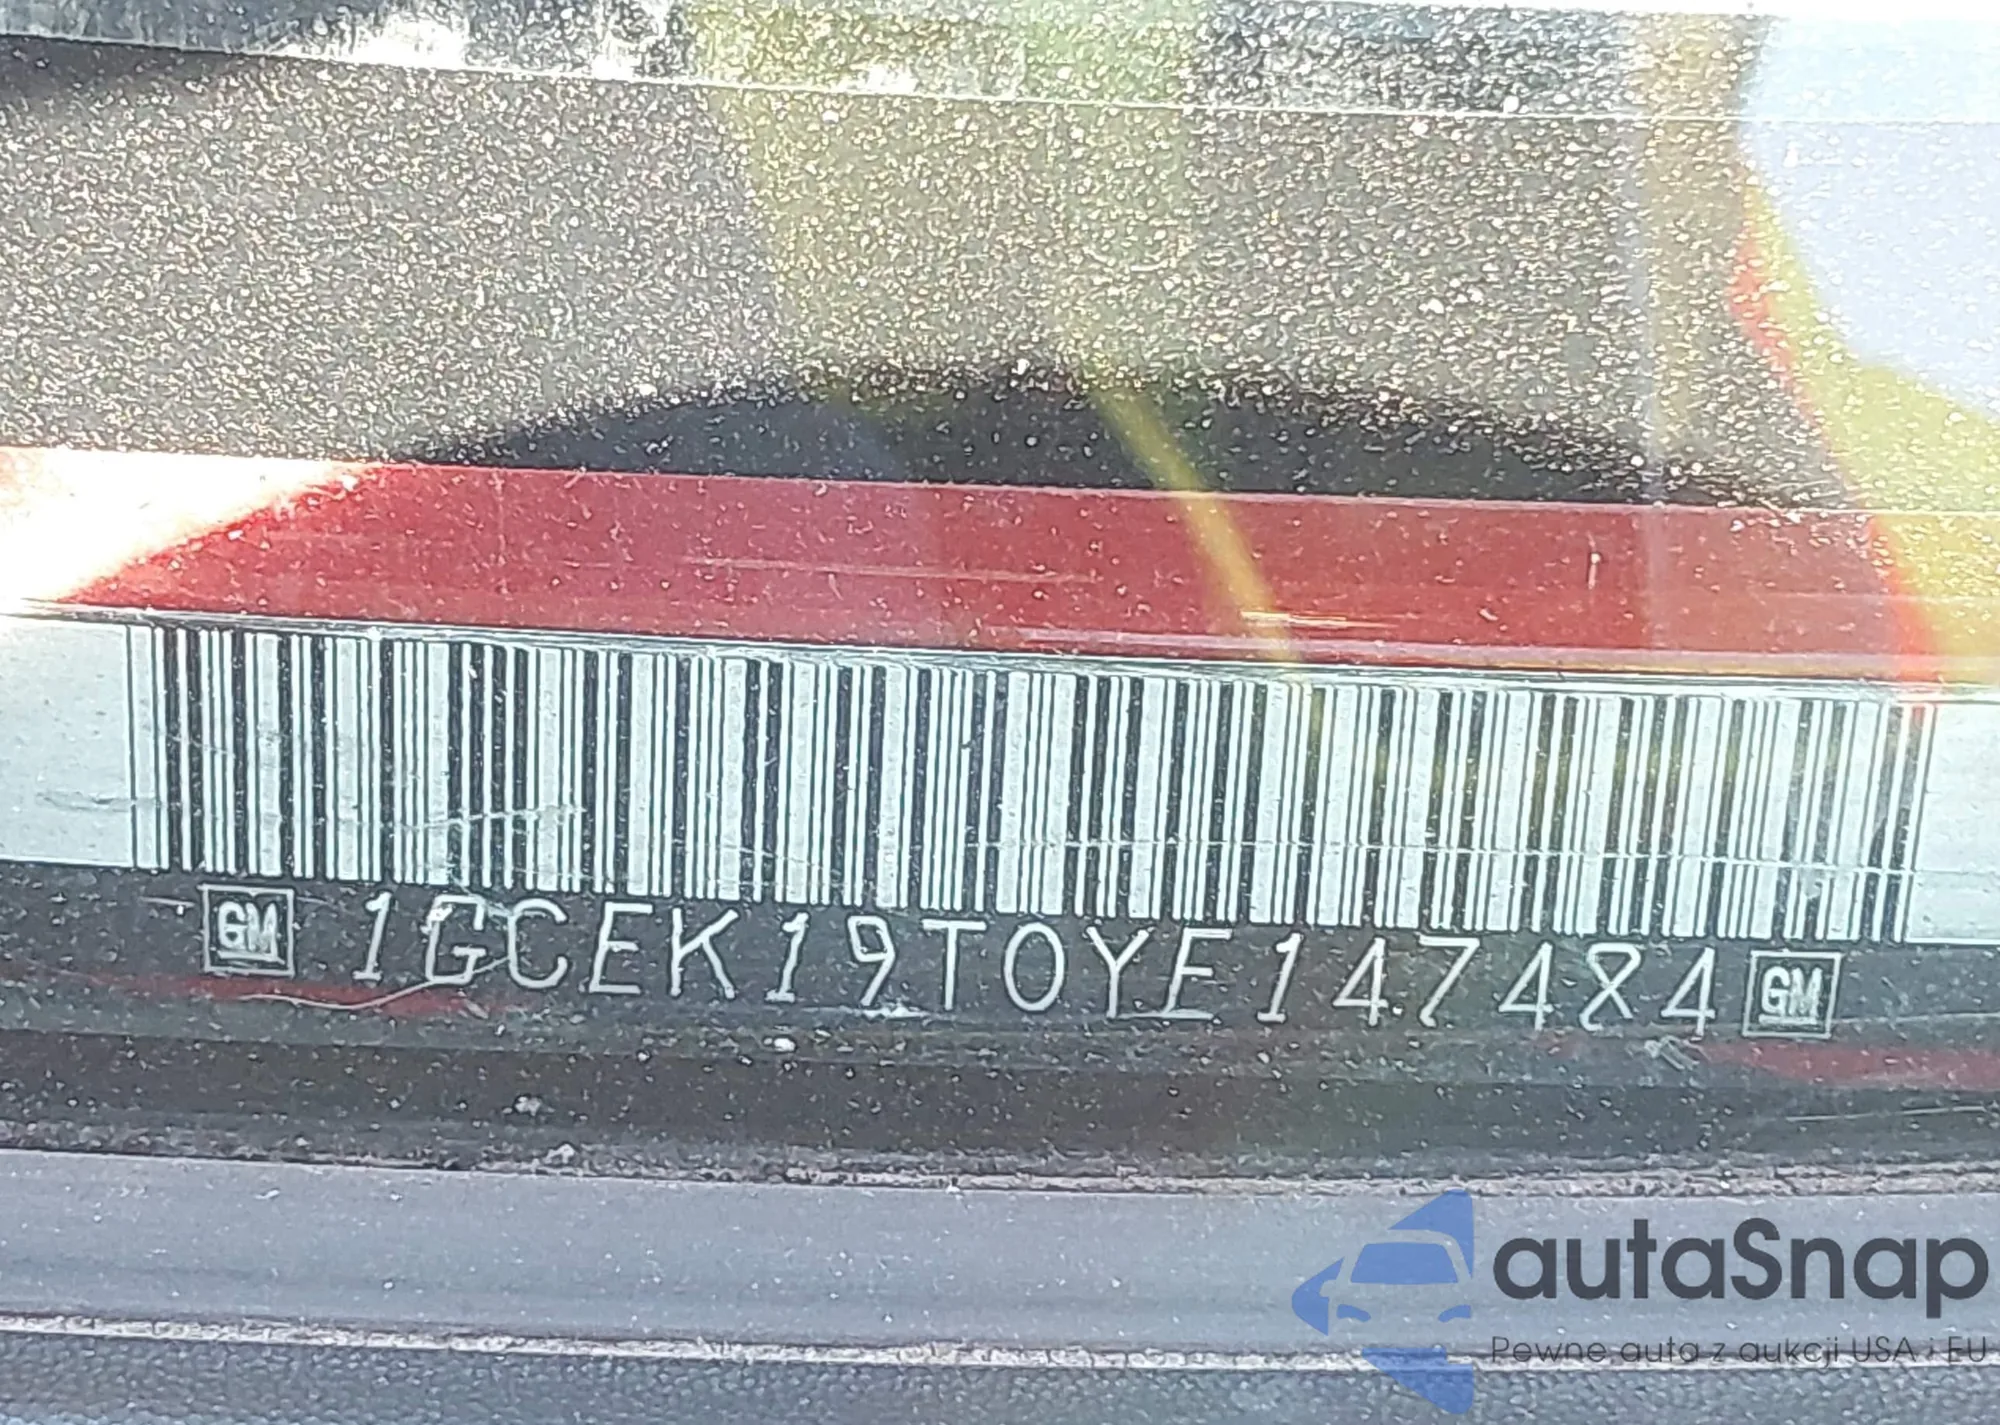 GM 1GCEK19T0YE147484 GM
autaSnap
Pewne auta z aukcji USA i EU